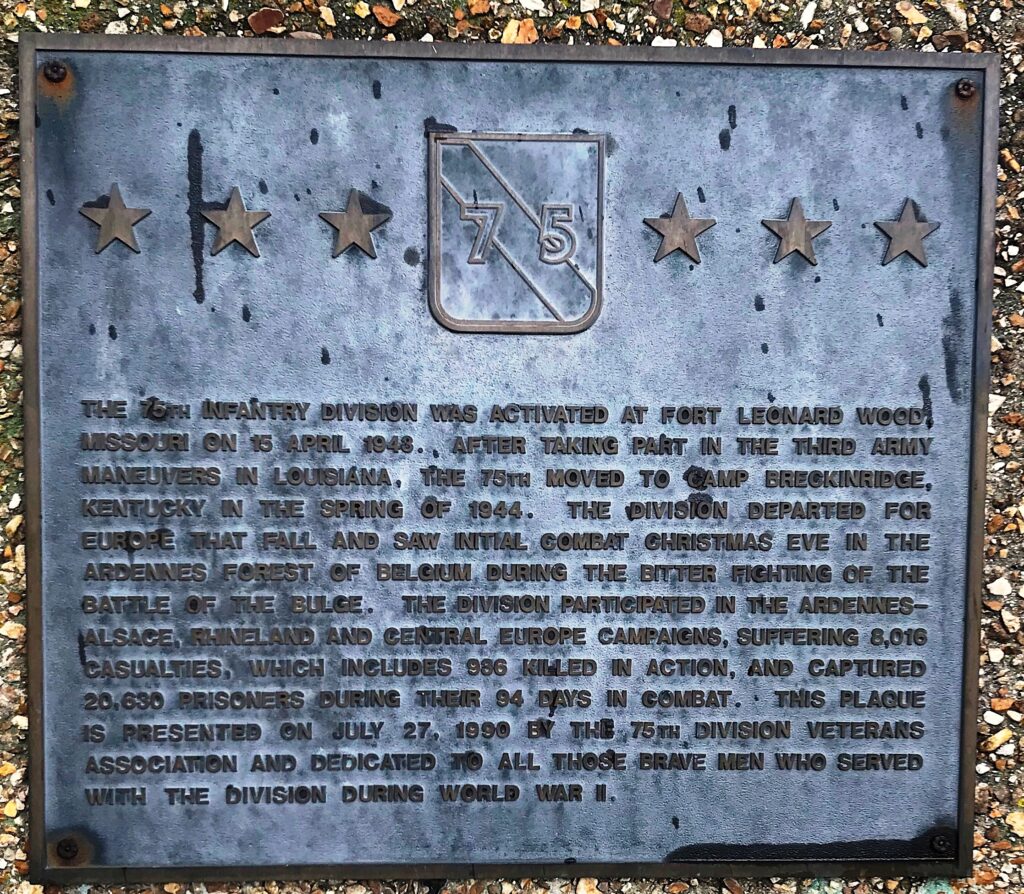 75
THE 75TH INFANTRY DIVISION WAS ACTIVATED AT FORT LEONARD WOOD,
MISSOURI ON 15 APRIL 1943. AFTER TAKING PART IN THE THIRD ARMY
MANEUVERS IN LOUISIANA, THE 75TH MOVED TO CAMP BRECKINRIDGE,
KENTUCKY IN THE SPRING OF 1944. THE DIVISION DEPARTED FOR
EUROPE THAT FALL AND SAW INITIAL COMBAT CHRISTMAS EVE IN THE
ARDENNES FOREST OF BELGIUM DURING THE BITTER FIGHTING OF THE
BATTLE OF THE BULGE. THE DIVISION PARTICIPATED IN THE ARDENNES-
ALSACE, RHINELAND AND CENTRAL EUROPE CAMPAIGNS, SUFFERING 8,016
CASUALTIES, WHICH INCLUDES 986 KILLED IN ACTION, AND CAPTURED
20,630 PRISONERS DURING THEIR 94 DAYS IN COMBAT. THIS PLAQUE
IS PRESENTED ON JULY 27, 1990 BY THE 75TH DIVISION VETERANS
ASSOCIATION AND DEDICATED TO ALL THOSE BRAVE MEN WHO SERVED
WITH THE DIVISION DURING WORLD WAR II.